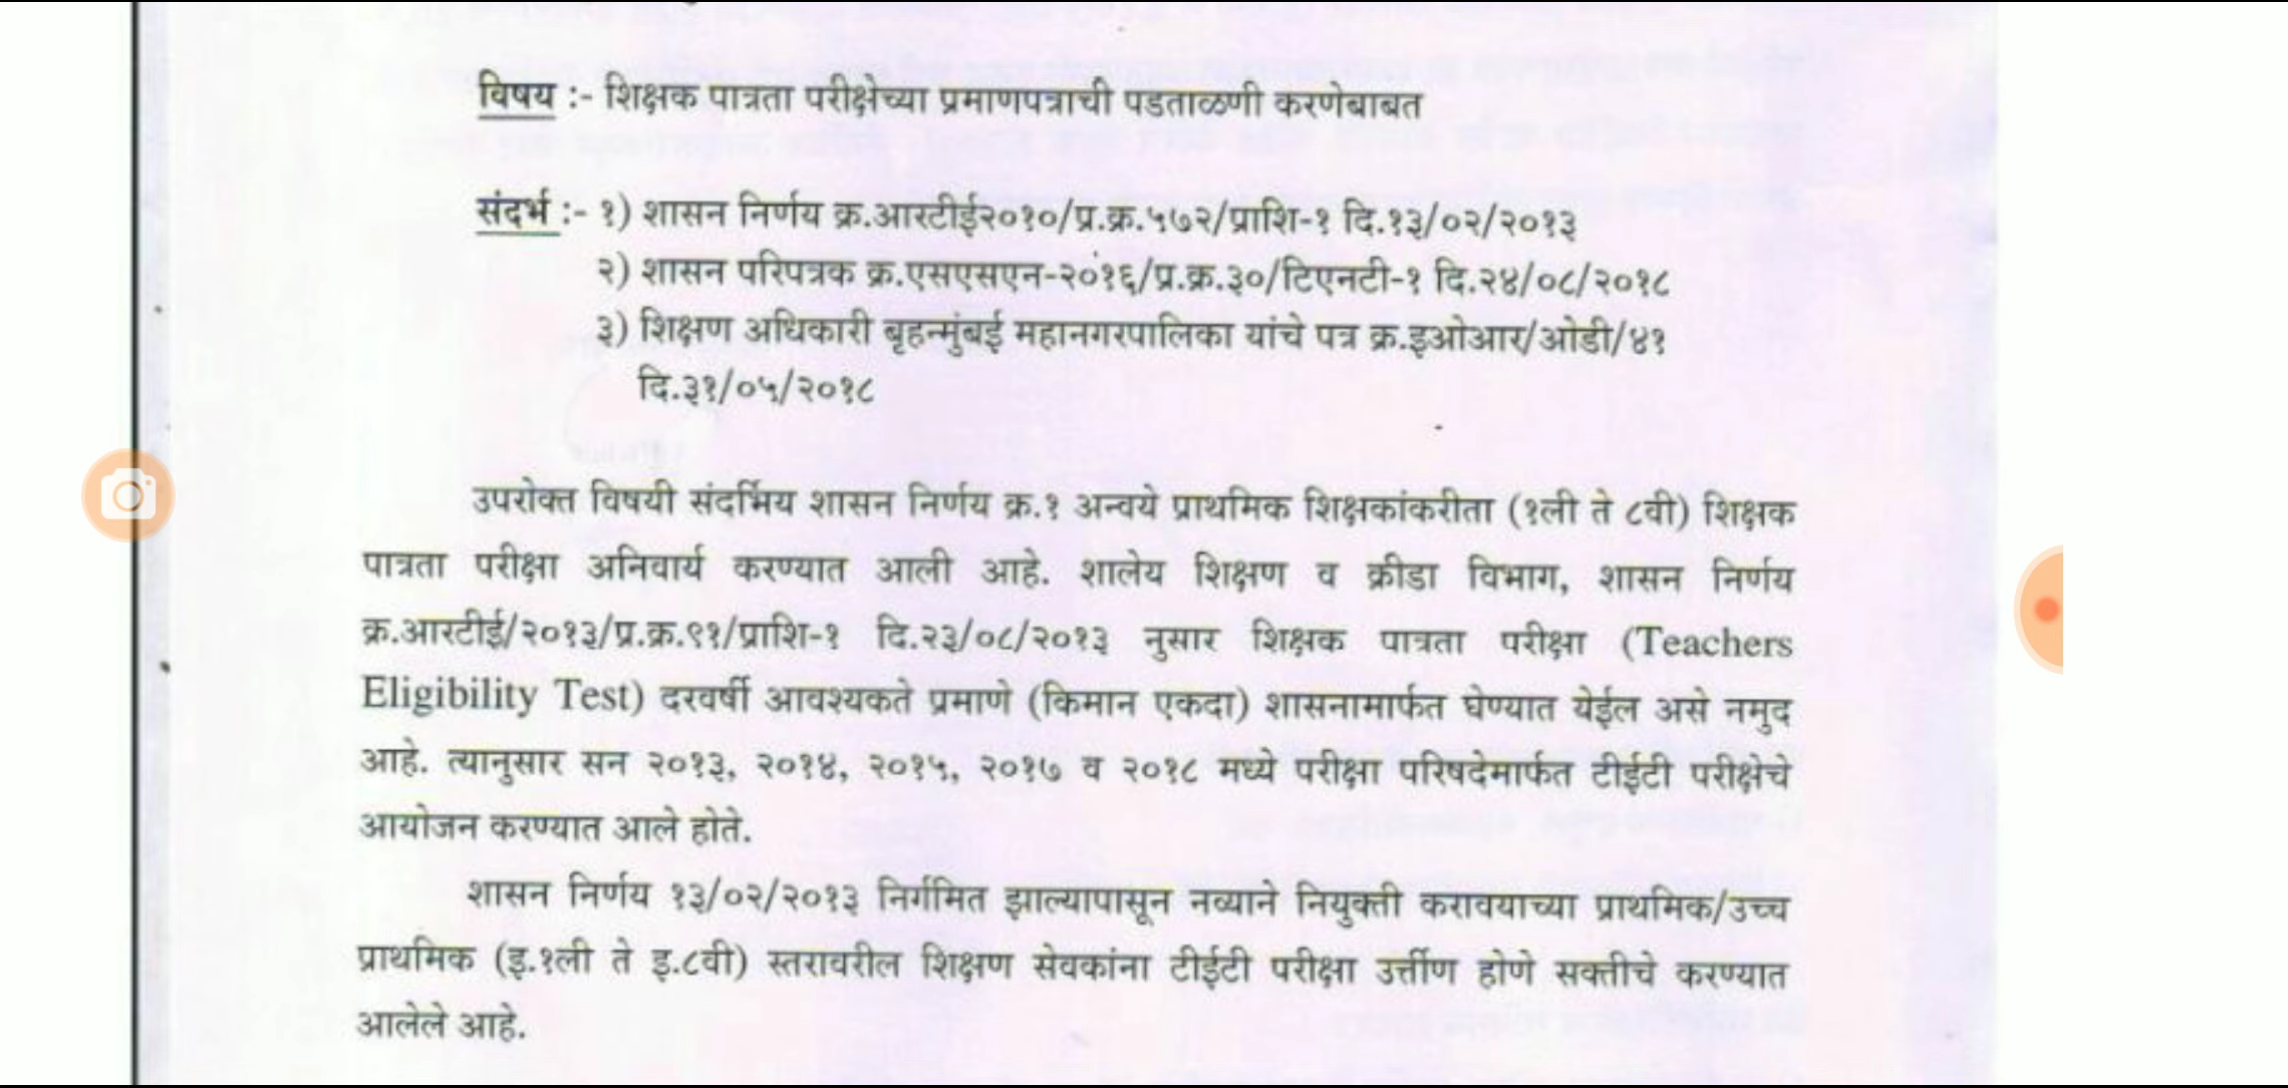 विषय :- शिक्षक पात्रता परीक्षेच्या प्रमाणपत्राची पडताळणी करणेबाबत
संदर्भ :- १) शासन निर्णय क्र.आरटीई२०१०/प्र.क्र.५७२/प्राशि-१ दि.१३/०२/२०१३
२) शासन परिपत्रक क्र.एसएसएन-२०१६/प्र.क्र.३०/टिएनटी-१ दि.२४/०८/२०१८
३) शिक्षण अधिकारी बृहन्मुंबई महानगरपालिका यांचे पत्र क्र.इओआर/ओडी/४१
दि.३१/०५/२०१८
उपरोक्त विषयी संदर्भिय शासन निर्णय क्र.१ अन्वये प्राथमिक शिक्षकांकरीता (१ली ते ८वी) शिक्षक
पात्रता परीक्षा अनिवार्य करण्यात आली आहे. शालेय शिक्षण व क्रीडा विभाग, शासन निर्णय
क्र.आरटीई/२०१३/प्र.क्र.९१/प्राशि-१ दि.२३/०८/२०१३ नुसार शिक्षक पात्रता परीक्षा (Teachers
Eligibility Test) दरवर्षी आवश्यकते प्रमाणे (किमान एकदा) शासनामार्फत घेण्यात येईल असे नमुद
आहे. त्यानुसार सन २०१३, २०१४, २०१५, २०१७ व २०१८ मध्ये परीक्षा परिषदेमार्फत टीईटी परीक्षेचे
आयोजन करण्यात आले होते.
शासन निर्णय १३/०२/२०१३ निर्गमित झाल्यापासून नव्याने नियुक्ती करावयाच्या प्राथमिक/उच्च
प्राथमिक (इ.१ली ते इ.८वी) स्तरावरील शिक्षण सेवकांना टीईटी परीक्षा उर्त्तीण होणे सक्तीचे करण्यात
आलेले आहे.